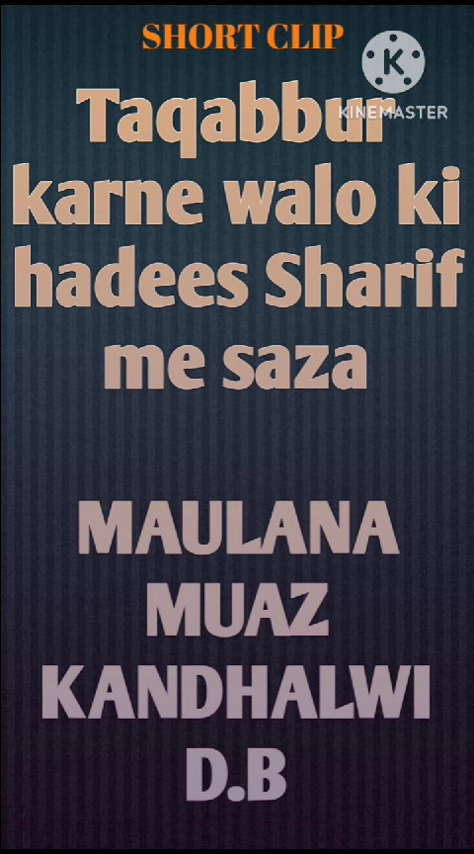 SHORT CLIP
KINEMASTER
Taqabbur
karne walo ki
hadees Sharif
me saza
MAULANA
MUAZ
KANDHALWI
D.B